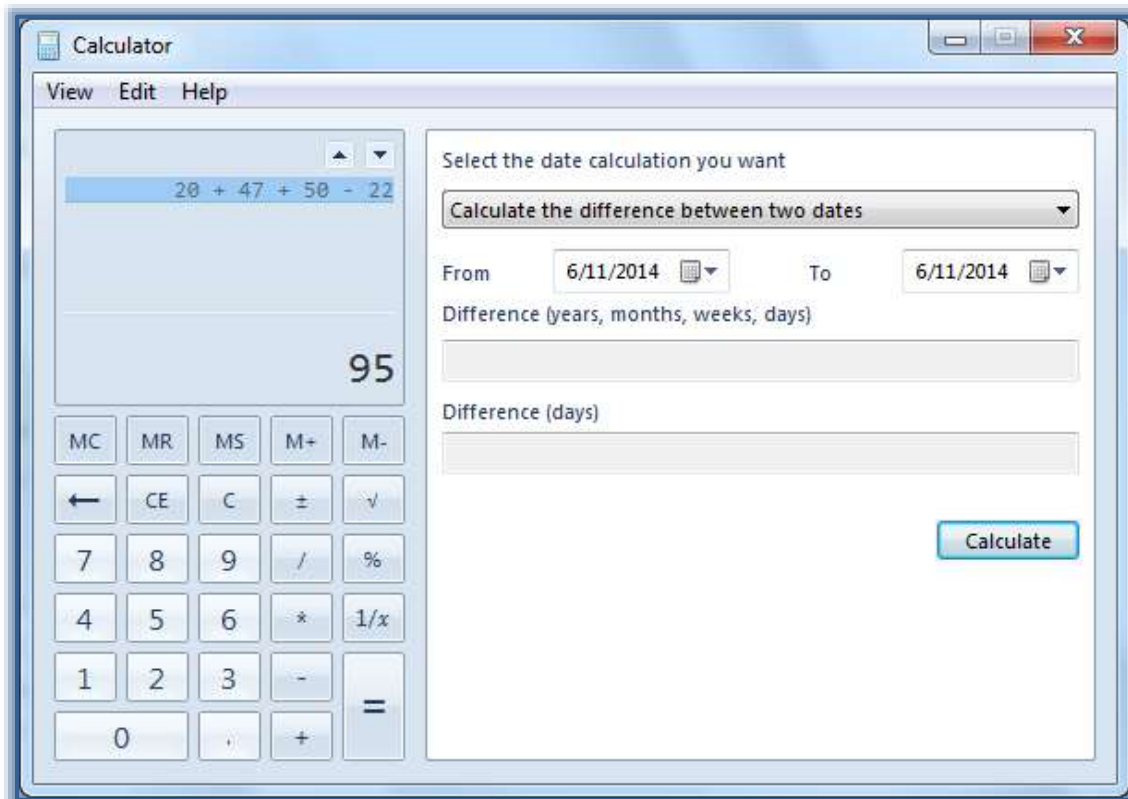 Calculator
View Edit Help
20 + 47 + 50 - 22
95
MC MR MS M+ M-
← CE C ± √
7 8 9 / %
4 5 6 * 1/x
1 2 3 - =
0 . +
Select the date calculation you want
Calculate the difference between two dates
From 6/11/2014 To 6/11/2014
Difference (years, months, weeks, days)
Difference (days)
Calculate